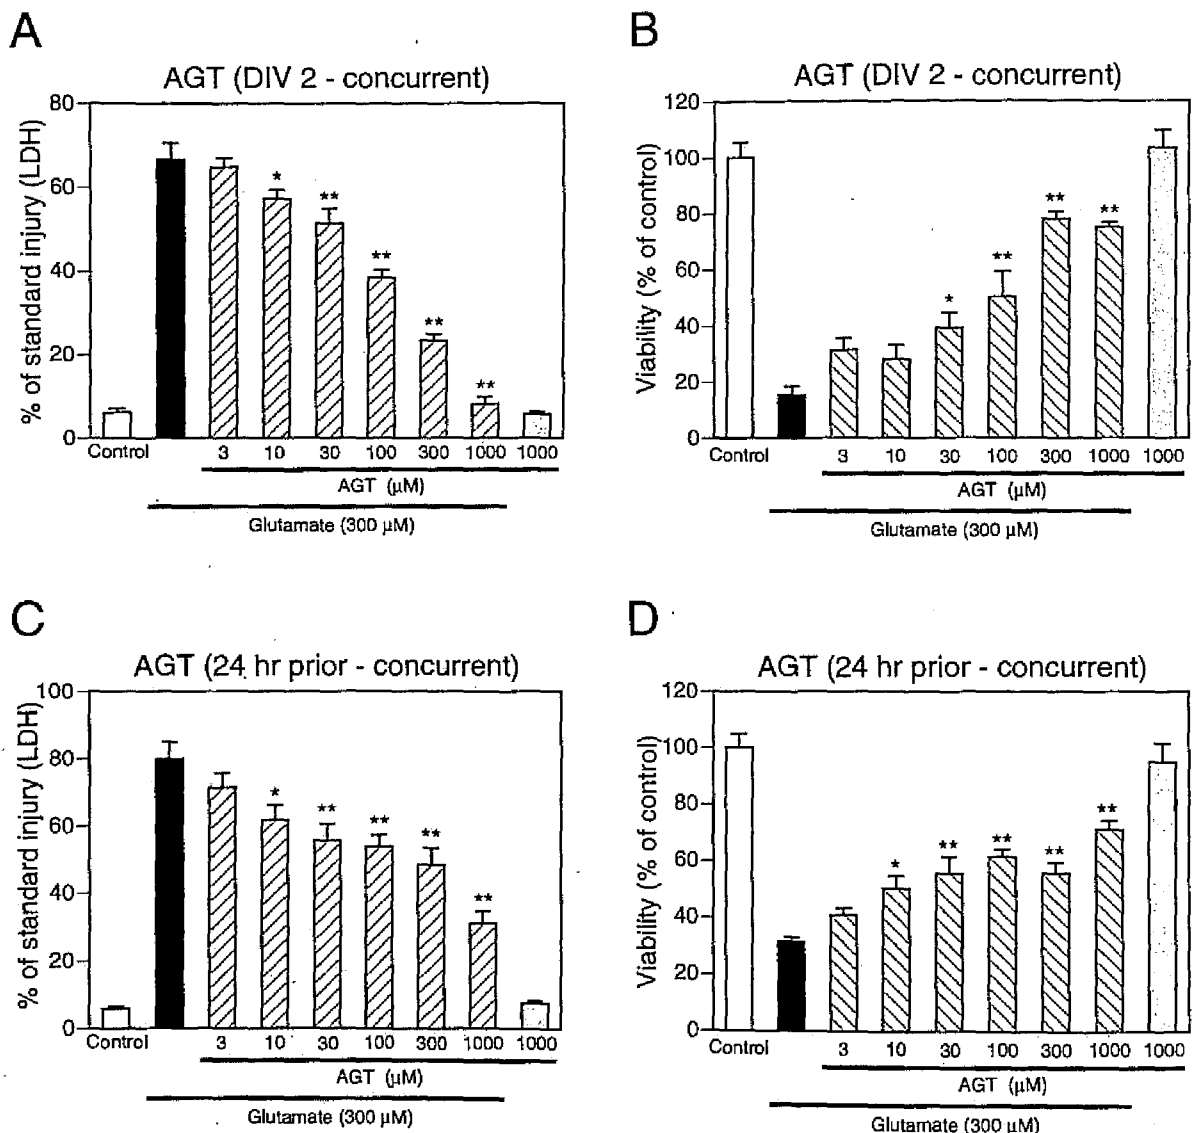 A
AGT (DIV 2 - concurrent)
% of standard injury (LDH)
80
60
40
20
0
*
**
**
**
**
Control
3 10 30 100 300 1000 1000
AGT (μM)
Glutamate (300 μM)
B
AGT (DIV 2 - concurrent)
Viability (% of control)
120
100
80
60
40
20
0
*
**
**
**
Control
3 10 30 100 300 1000 1000
AGT (μM)
Glutamate (300 μM)
C
AGT (24 hr prior - concurrent)
% of standard injury (LDH)
100
80
60
40
20
0
*
**
**
**
**
Control
3 10 30 100 300 1000 1000
AGT (μM)
Glutamate (300 μM)
D
AGT (24 hr prior - concurrent)
Viability (% of control)
120
100
80
60
40
20
0
*
**
**
**
**
Control
3 10 30 100 300 1000 1000
AGT (μM)
Glutamate (300 μM)